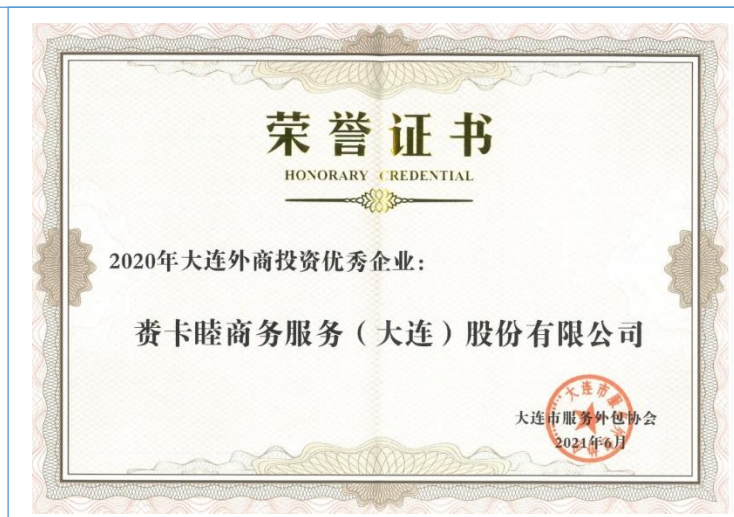 荣誉证书
HONORARY CREDENTIAL
2020年大连外商投资优秀企业：
赉卡睦商务服务（大连）股份有限公司
大连市服务外包协会
2021年6月